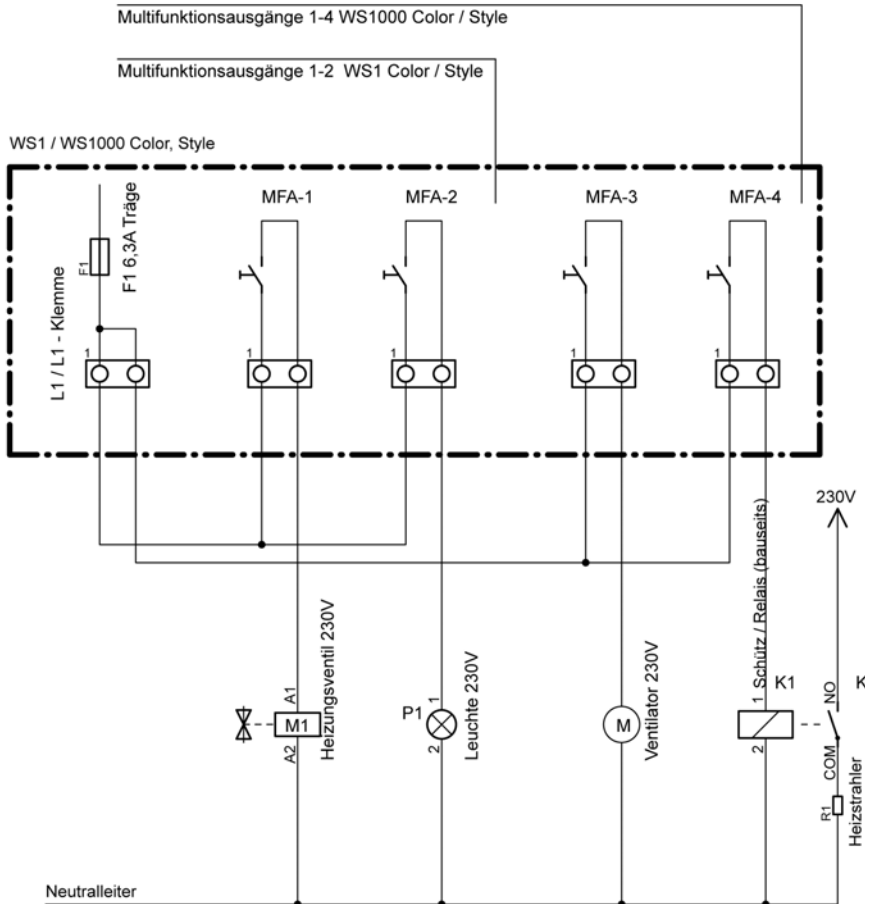 Multifunktionsausgänge 1-4 WS1000 Color / Style
Multifunktionsausgänge 1-2 WS1 Color / Style
WS1 / WS1000 Color, Style
MFA-1
MFA-2
MFA-3
MFA-4
F1
F1 6,3A Träge
L1 / L1 - Klemme
1
1
1
1
1
230V
Schütz / Relais (bauseits)
Heizungsventil 230V
A1
M1
A2
P1
1
2
Leuchte 230V
M
Ventilator 230V
1
2
K1
NO
K
COM
R1
Heizstrahler
Neutralleiter